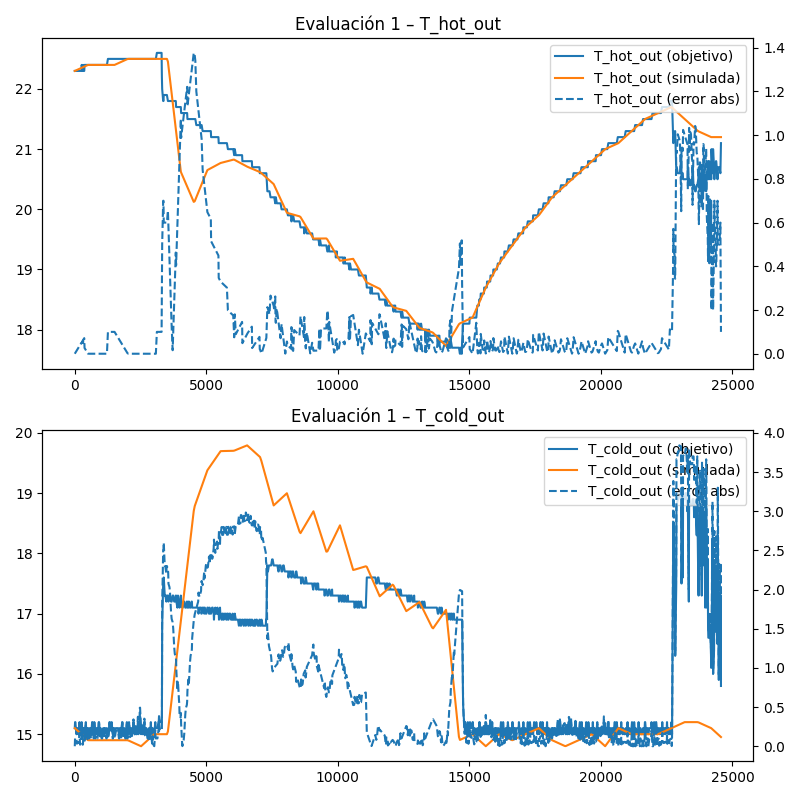 Evaluación 1 – T_hot_out
T_hot_out (objetivo)
T_hot_out (simulada)
T_hot_out (error abs)
22
21
20
19
18
1.4
1.2
1.0
0.8
0.6
0.4
0.2
0.0
0 5000 10000 15000 20000 25000
Evaluación 1 – T_cold_out
T_cold_out (objetivo)
T_cold_out (simulada)
T_cold_out (error abs)
20
19
18
17
16
15
4.0
3.5
3.0
2.5
2.0
1.5
1.0
0.5
0.0
0 5000 10000 15000 20000 25000